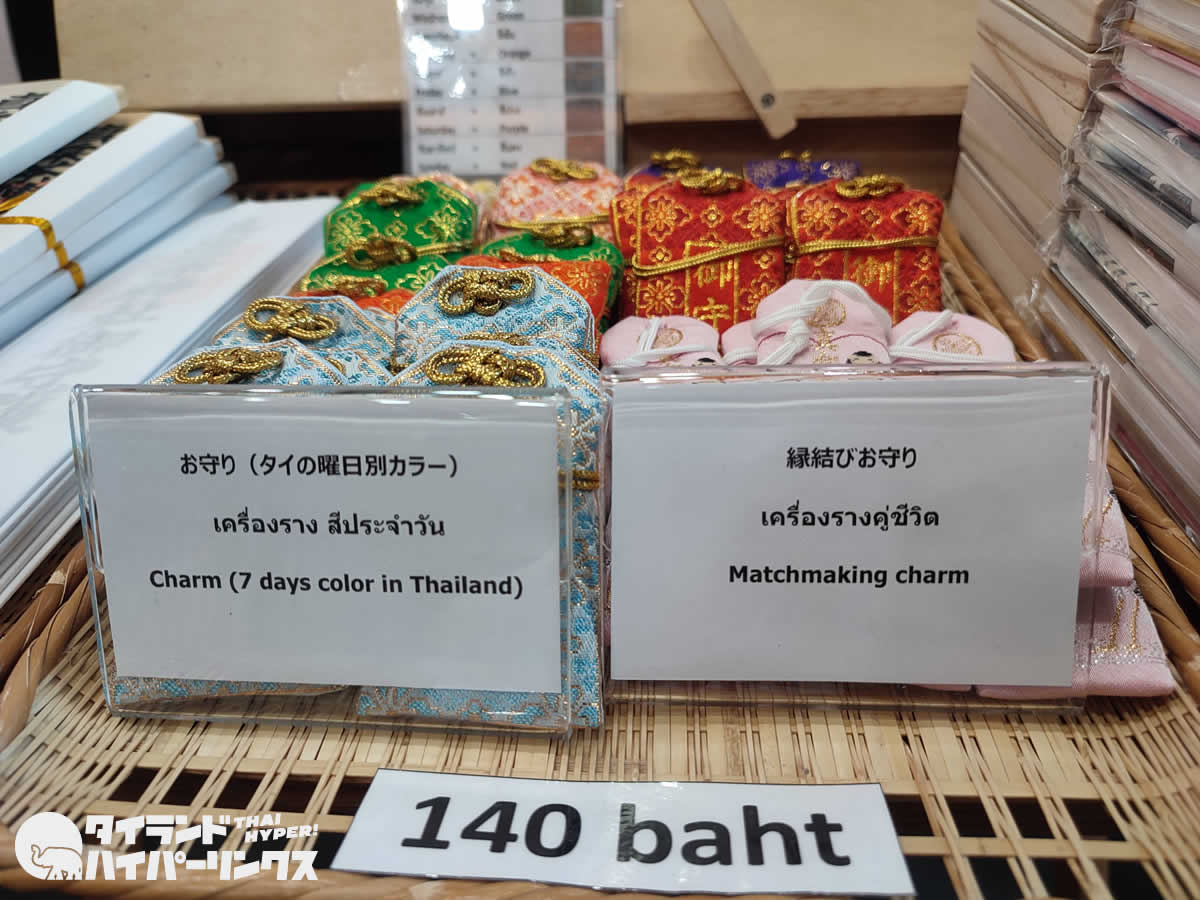 御守
御
お守り（タイの曜日別カラー）
เครื่องราง สีประจำวัน
Charm (7 days color in Thailand)
縁結びお守り
เครื่องรางคู่ชีวิต
Matchmaking charm
140 baht
タイランド THAI HYPER!
ハイパーリンクス